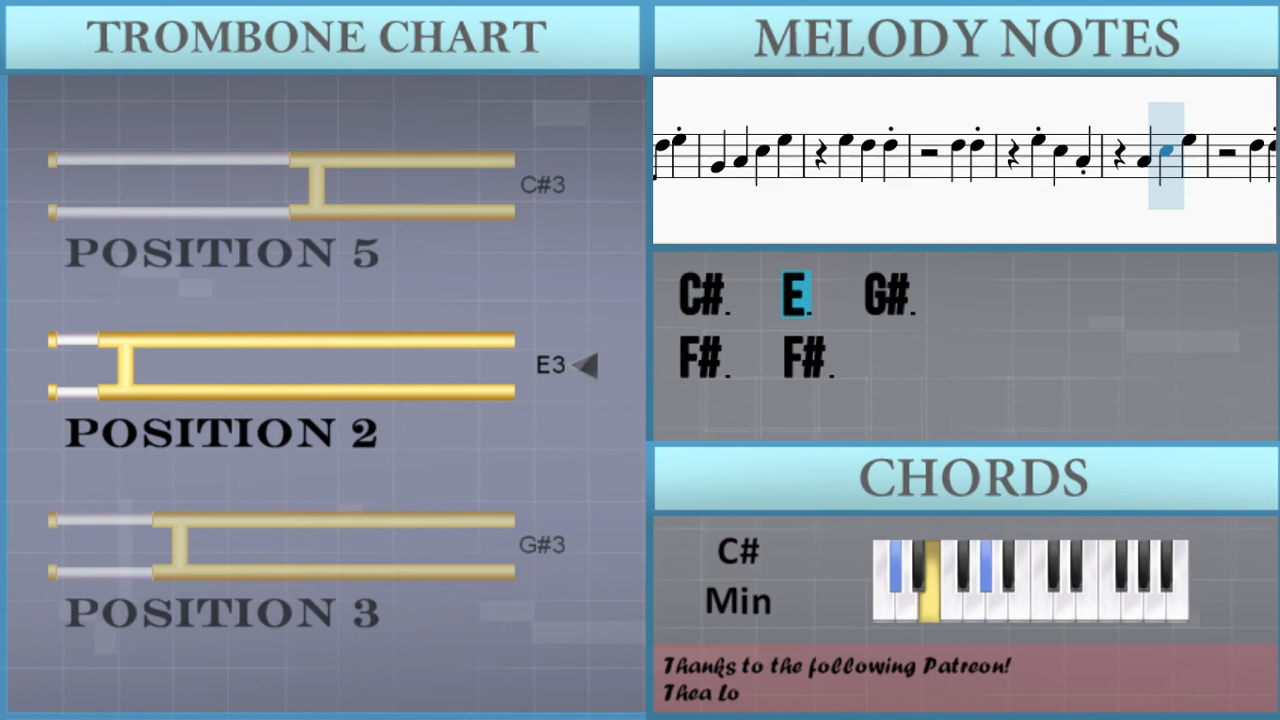 TROMBONE CHART
C#3
POSITION 5
E3
POSITION 2
G#3
POSITION 3
MELODY NOTES
C#. E. G#.
F#. F#.
CHORDS
C#
Min
Thanks to the following Patreon!
Thea Lo